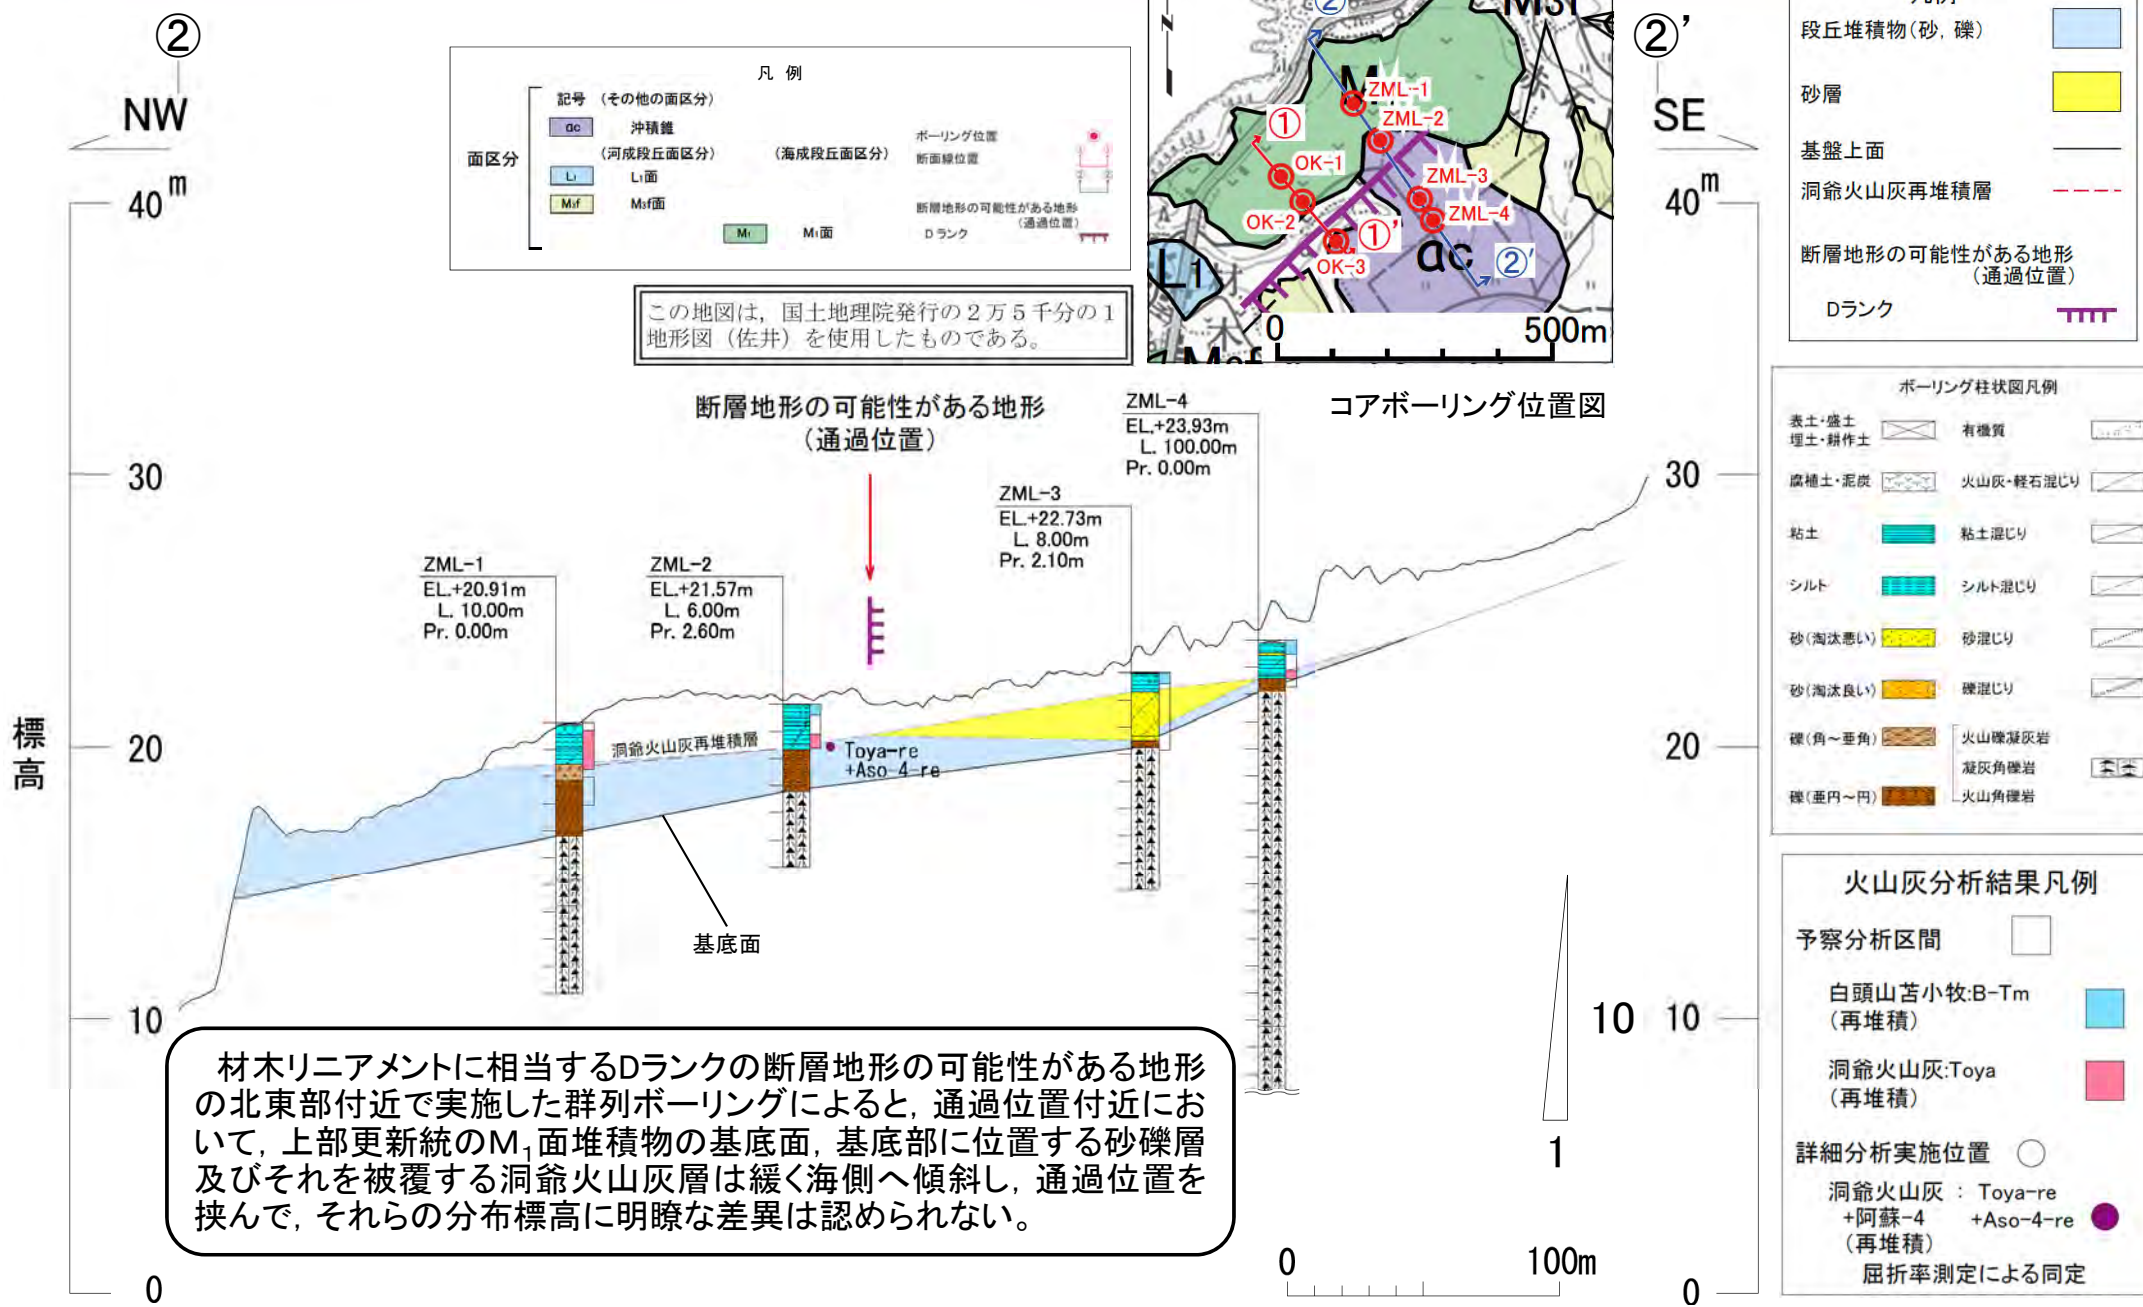 ②
NW
凡 例
記号 (その他の面区分)
面区分
ac 沖積錐
(河成段丘面区分) (海成段丘面区分)
L₁ L₁面
M₃f M₃f面
M₁ M₁面
ボーリング位置
断面線位置
断層地形の可能性がある地形
(通過位置)
Dランク
この地図は，国土地理院発行の２万５千分の１
地形図（佐井）を使用したものである。
②
N
M3f
ZML-1
ZML-2
①
OK-1
ZML-3
OK-2
ZML-4
①'
OK-3
ac
②'
L1
村
木
0 500m
コアボーリング位置図
②'
SE
凡例
段丘堆積物(砂，礫)
砂層
基盤上面
洞爺火山灰再堆積層
断層地形の可能性がある地形
(通過位置)
Dランク
ボーリング柱状図凡例
表土・盛土
埋土・耕作土
有機質
腐植土・泥炭 火山灰・軽石混じり
粘土 粘土混じり
シルト シルト混じり
砂(淘汰悪い) 砂混じり
砂(淘汰良い) 礫混じり
礫(角～亜角) 火山礫凝灰岩
凝灰角礫岩
礫(亜円～円) 火山角礫岩
火山灰分析結果凡例
予察分析区間
白頭山苫小牧:B-Tm
(再堆積)
洞爺火山灰:Toya
(再堆積)
詳細分析実施位置
洞爺火山灰 : Toya-re
+阿蘇-4 +Aso-4-re
(再堆積)
屈折率測定による同定
標高
40 m
30
20
10
0
40 m
30
20
10
0
断層地形の可能性がある地形
(通過位置)
ZML-1
EL.+20.91m
L. 10.00m
Pr. 0.00m
ZML-2
EL.+21.57m
L. 6.00m
Pr. 2.60m
ZML-3
EL.+22.73m
L. 8.00m
Pr. 2.10m
ZML-4
EL.+23.93m
L. 100.00m
Pr. 0.00m
洞爺火山灰再堆積層
Toya-re
+Aso-4-re
基底面
10
1
0 100m
材木リニアメントに相当するDランクの断層地形の可能性がある地形
の北東部付近で実施した群列ボーリングによると，通過位置付近にお
いて，上部更新統のM₁面堆積物の基底面，基底部に位置する砂礫層
及びそれを被覆する洞爺火山灰層は緩く海側へ傾斜し，通過位置を
挟んで，それらの分布標高に明瞭な差異は認められない。